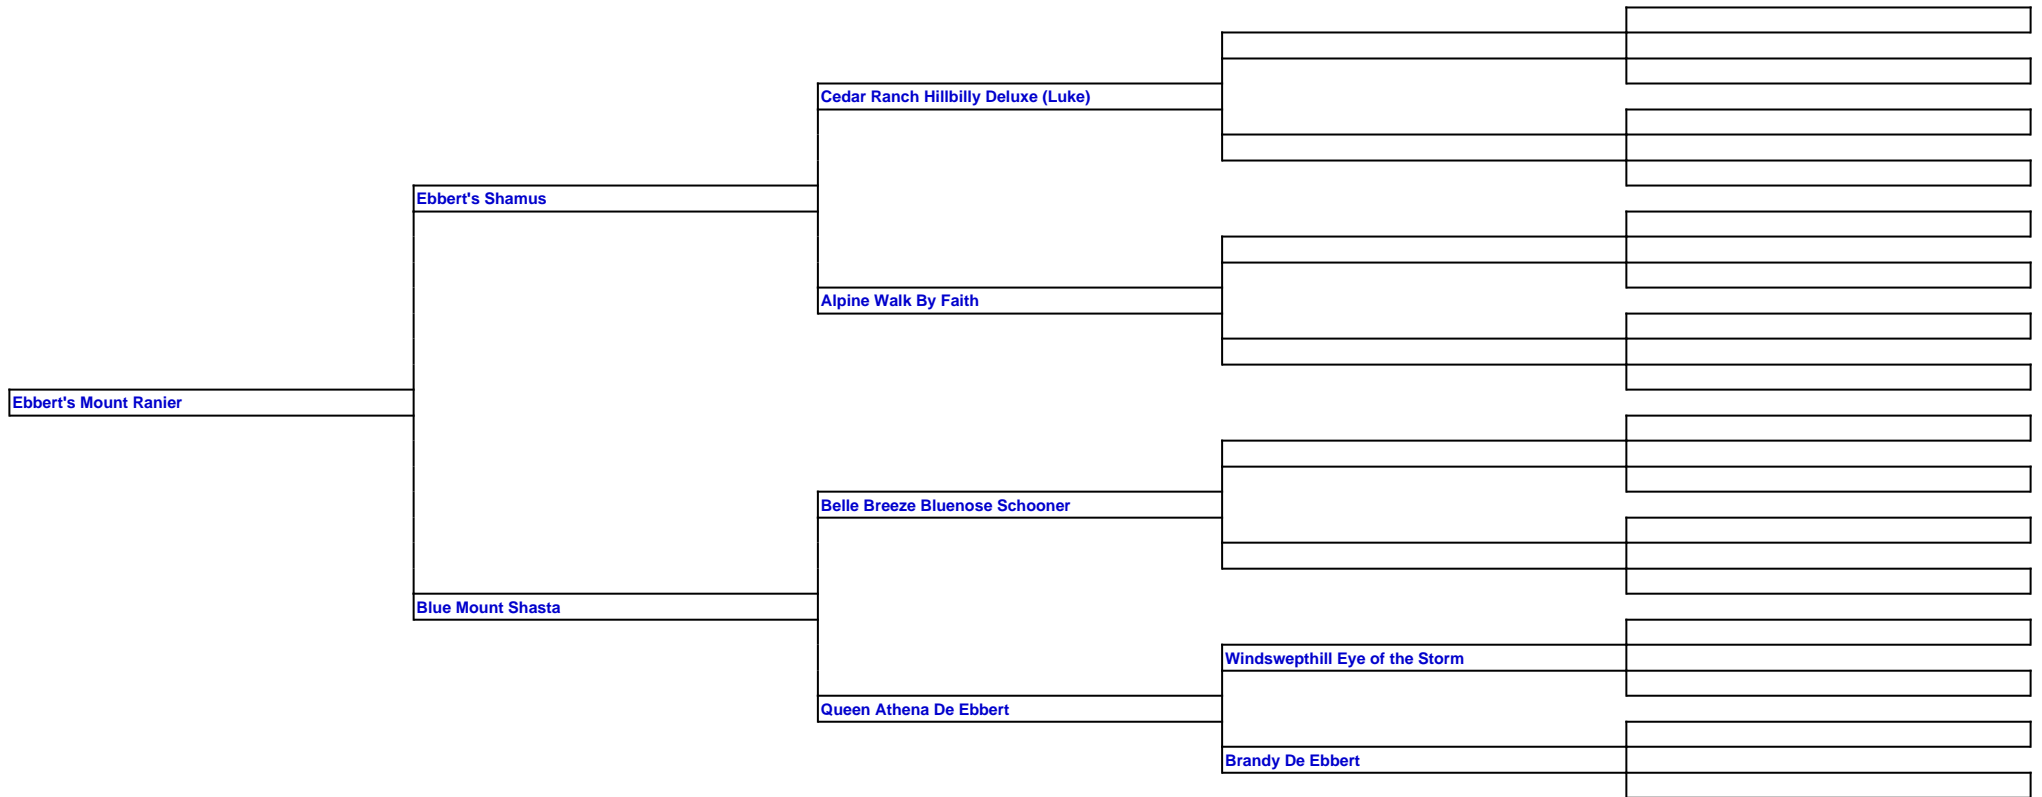 Cedar Ranch Hillbilly Deluxe (Luke)
Ebbert's Shamus
Alpine Walk By Faith
Ebbert's Mount Ranier
Belle Breeze Bluenose Schooner
Blue Mount Shasta
Windswepthill Eye of the Storm
Queen Athena De Ebbert
Brandy De Ebbert